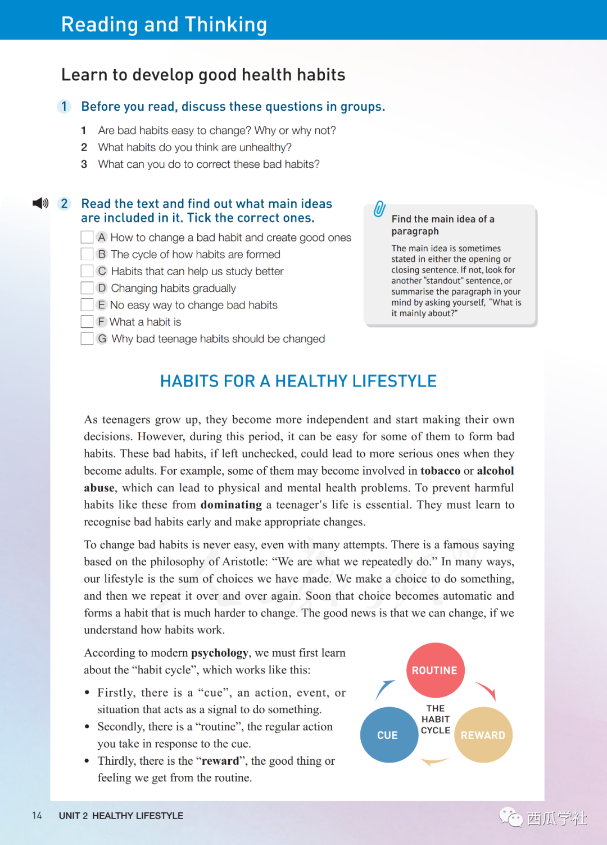 Reading and Thinking
Learn to develop good health habits
1 Before you read, discuss these questions in groups.
1 Are bad habits easy to change? Why or why not?
2 What habits do you think are unhealthy?
3 What can you do to correct these bad habits?
2 Read the text and find out what main ideas
are included in it. Tick the correct ones.
A How to change a bad habit and create good ones
B The cycle of how habits are formed
C Habits that can help us study better
D Changing habits gradually
E No easy way to change bad habits
F What a habit is
G Why bad teenage habits should be changed
Find the main idea of a
paragraph
The main idea is sometimes
stated in either the opening or
closing sentence. If not, look for
another "standout" sentence, or
summarise the paragraph in your
mind by asking yourself, "What is
it mainly about?"
HABITS FOR A HEALTHY LIFESTYLE
As teenagers grow up, they become more independent and start making their own
decisions. However, during this period, it can be easy for some of them to form bad
habits. These bad habits, if left unchecked, could lead to more serious ones when they
become adults. For example, some of them may become involved in tobacco or alcohol
abuse, which can lead to physical and mental health problems. To prevent harmful
habits like these from dominating a teenager's life is essential. They must learn to
recognise bad habits early and make appropriate changes.
To change bad habits is never easy, even with many attempts. There is a famous saying
based on the philosophy of Aristotle: “We are what we repeatedly do.” In many ways,
our lifestyle is the sum of choices we have made. We make a choice to do something,
and then we repeat it over and over again. Soon that choice becomes automatic and
forms a habit that is much harder to change. The good news is that we can change, if we
understand how habits work.
According to modern psychology, we must first learn
about the “habit cycle”, which works like this:
• Firstly, there is a “cue”, an action, event, or
situation that acts as a signal to do something.
• Secondly, there is a “routine”, the regular action
you take in response to the cue.
• Thirdly, there is the “reward”, the good thing or
feeling we get from the routine.
ROUTINE
THE
HABIT
CYCLE
CUE
REWARD
14 UNIT 2 HEALTHY LIFESTYLE
西瓜学社